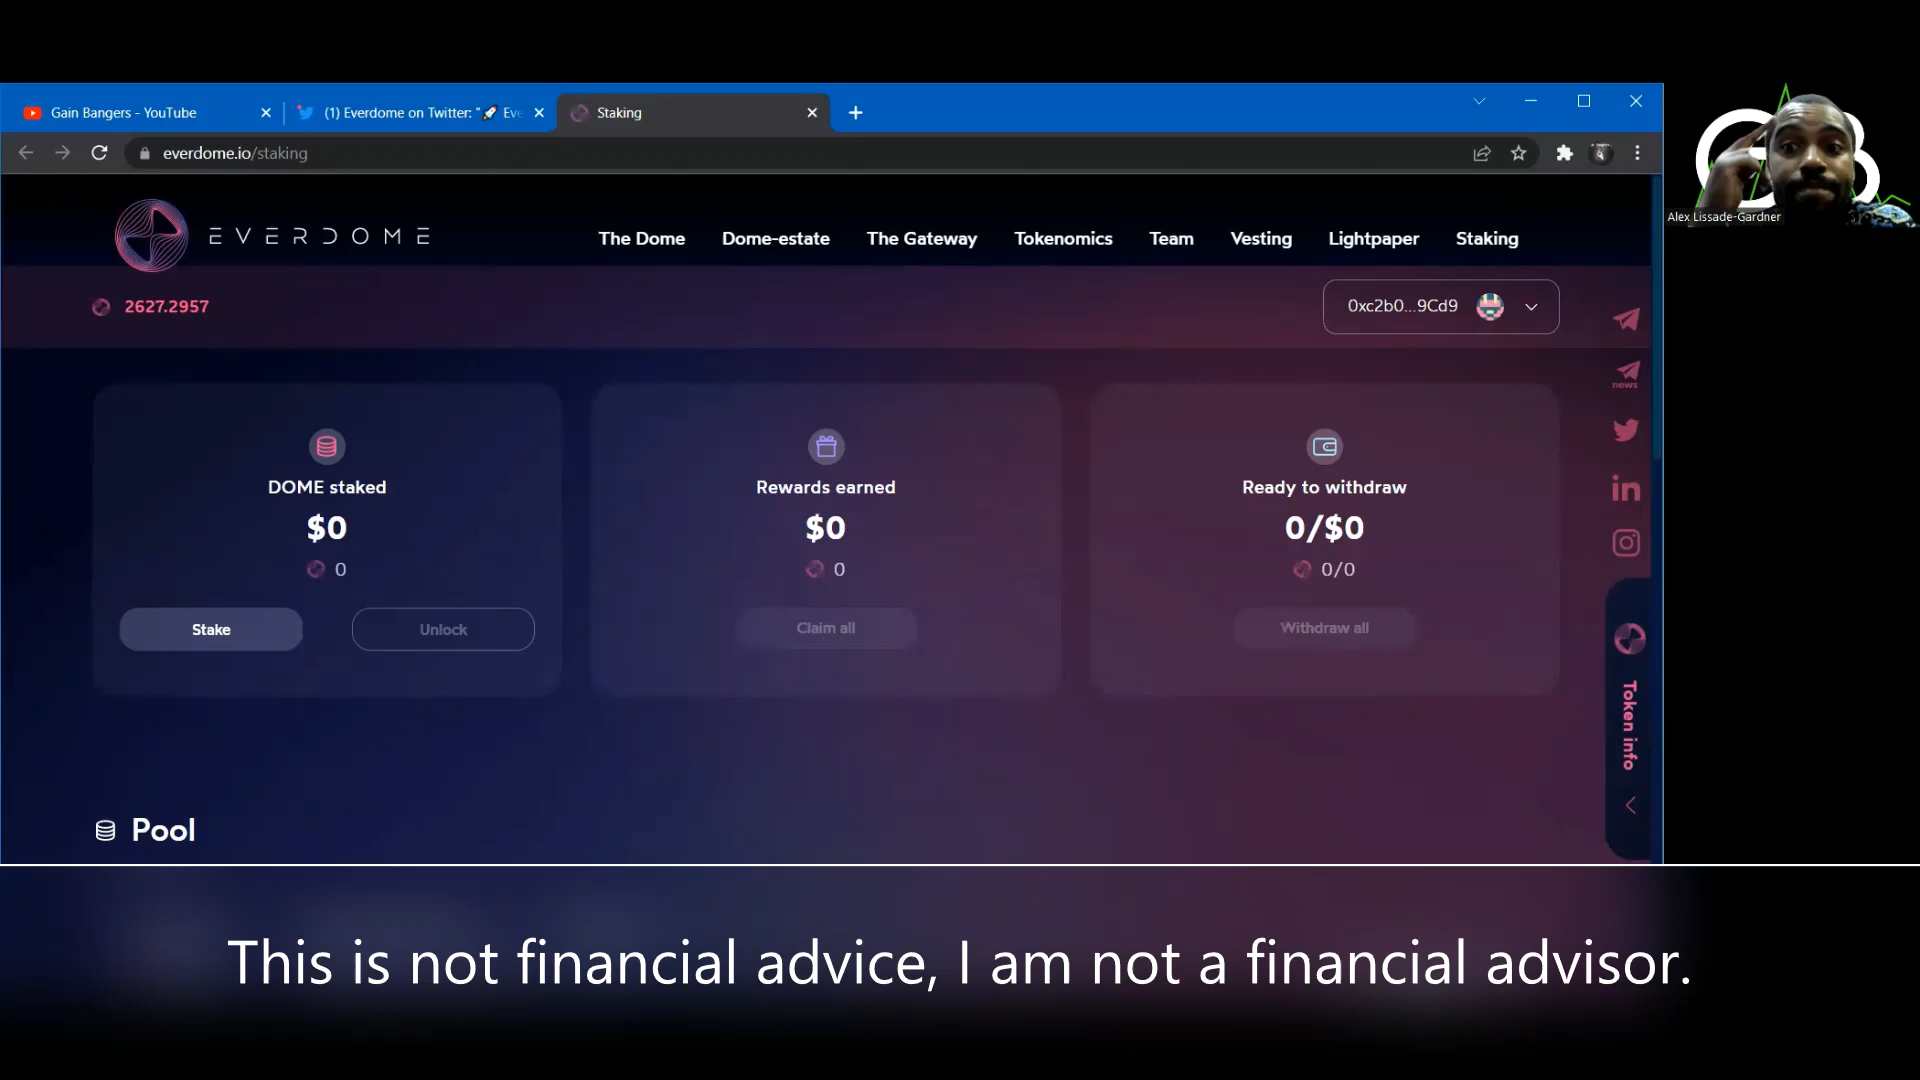 Gain Bangers - YouTube
(1) Everdome on Twitter: "🚀 Eve
Staking
everdome.io/staking
Alex Lissade-Gardner
EVERDOME
The Dome
Dome-estate
The Gateway
Tokenomics
Team
Vesting
Lightpaper
Staking
2627.2957
0xc2b0...9Cd9
news
DOME staked
$0
0
Stake
Unlock
Rewards earned
$0
0
Claim all
Ready to withdraw
0/$0
0/0
Withdraw all
Token info
Pool
This is not financial advice, I am not a financial advisor.